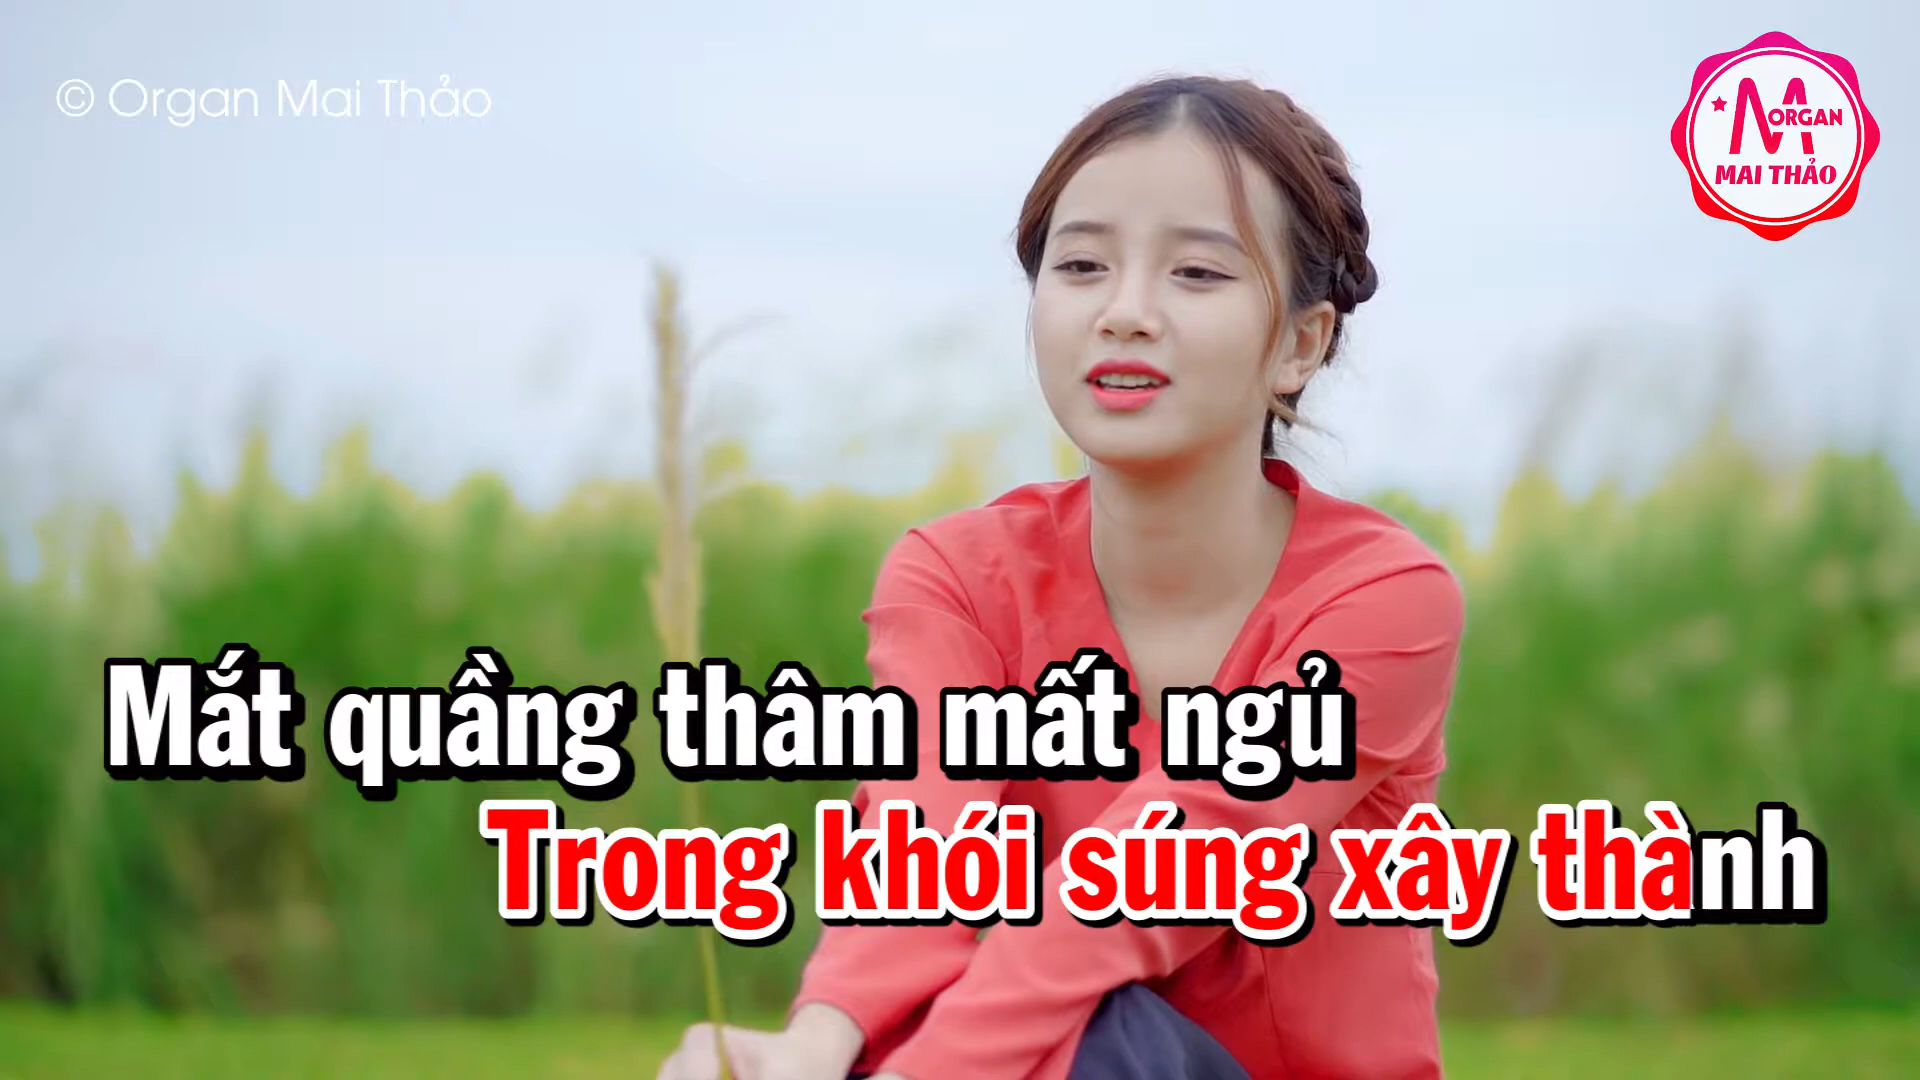 © Organ Mai Thảo
ORGAN
MAI THẢO
Mắt quầng thâm mất ngủ
Trong khói súng xây thành